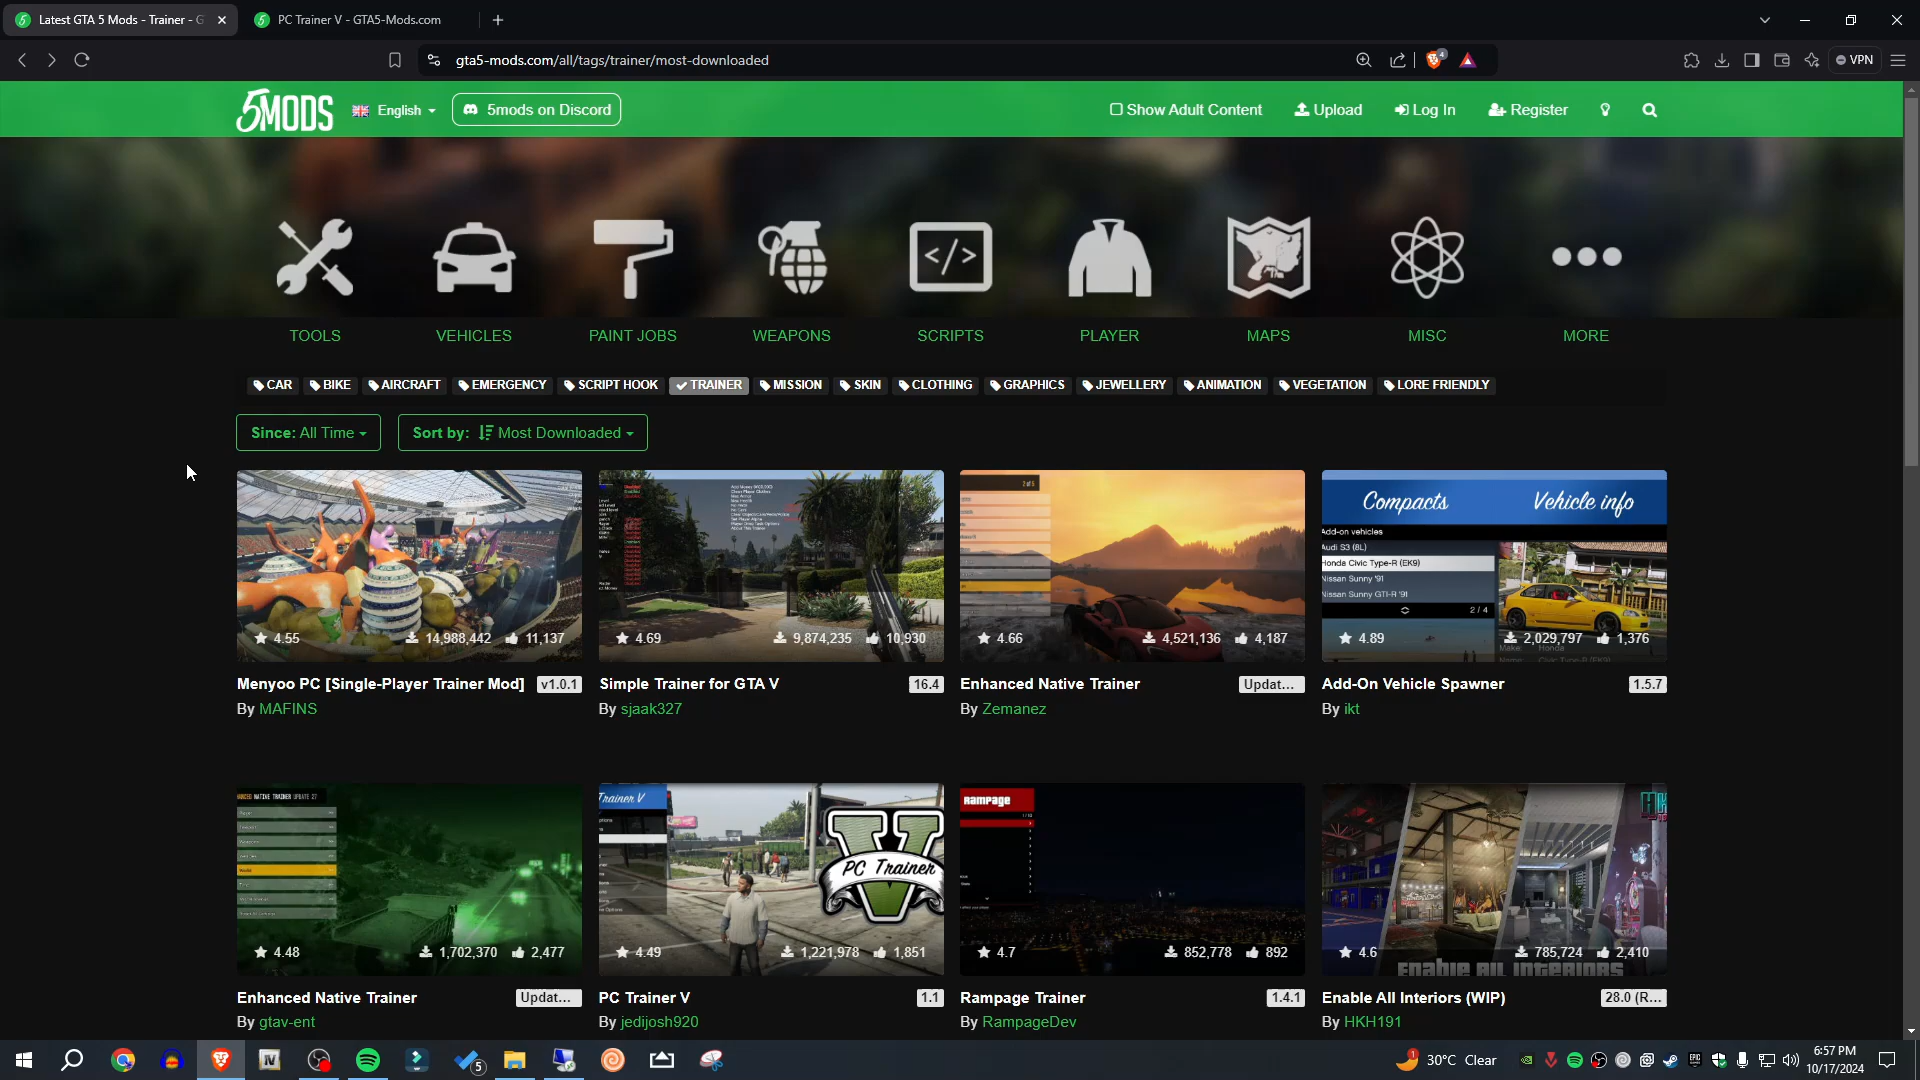 Latest GTA 5 Mods - Trainer - G
PC Trainer V - GTA5-Mods.com
gta5-mods.com/all/tags/trainer/most-downloaded
4
VPN
5MODS
English
5mods on Discord
Show Adult Content
Upload
Log In
Register
TOOLS
VEHICLES
PAINT JOBS
WEAPONS
SCRIPTS
PLAYER
MAPS
MISC
MORE
CAR
BIKE
AIRCRAFT
EMERGENCY
SCRIPT HOOK
TRAINER
MISSION
SKIN
CLOTHING
GRAPHICS
JEWELLERY
ANIMATION
VEGETATION
LORE FRIENDLY
Since: All Time
Sort by: Most Downloaded
4.55 14,988,442 11,137
Menyoo PC [Single-Player Trainer Mod] v1.0.1
By MAFINS
4.69 9,874,235 10,930
Simple Trainer for GTA V 16.4
By sjaak327
2 of 5
4.66 4,521,136 4,187
Enhanced Native Trainer Updat...
By Zemanez
Compacts Vehicle info
Add-on vehicles
Audi S3 (8L)
Honda Civic Type-R (EK9)
Nissan Sunny '91
Nissan Sunny GTI-R '91
2 / 4
4.89 2,029,797 1,376
Add-On Vehicle Spawner 1.5.7
By ikt
4.48 1,702,370 2,477
Enhanced Native Trainer Updat...
By gtav-ent
Trainer V
PC Trainer
4.49 1,221,978 1,851
PC Trainer V 1.1
By jedijosh920
RAMPAGE
4.7 852,778 892
Rampage Trainer 1.4.1
By RampageDev
4.6 785,724 2,410
Enable All Interiors
Enable All Interiors (WIP) 28.0 (R...
By HKH191
IV
5
1
30°C Clear
6:57 PM
10/17/2024